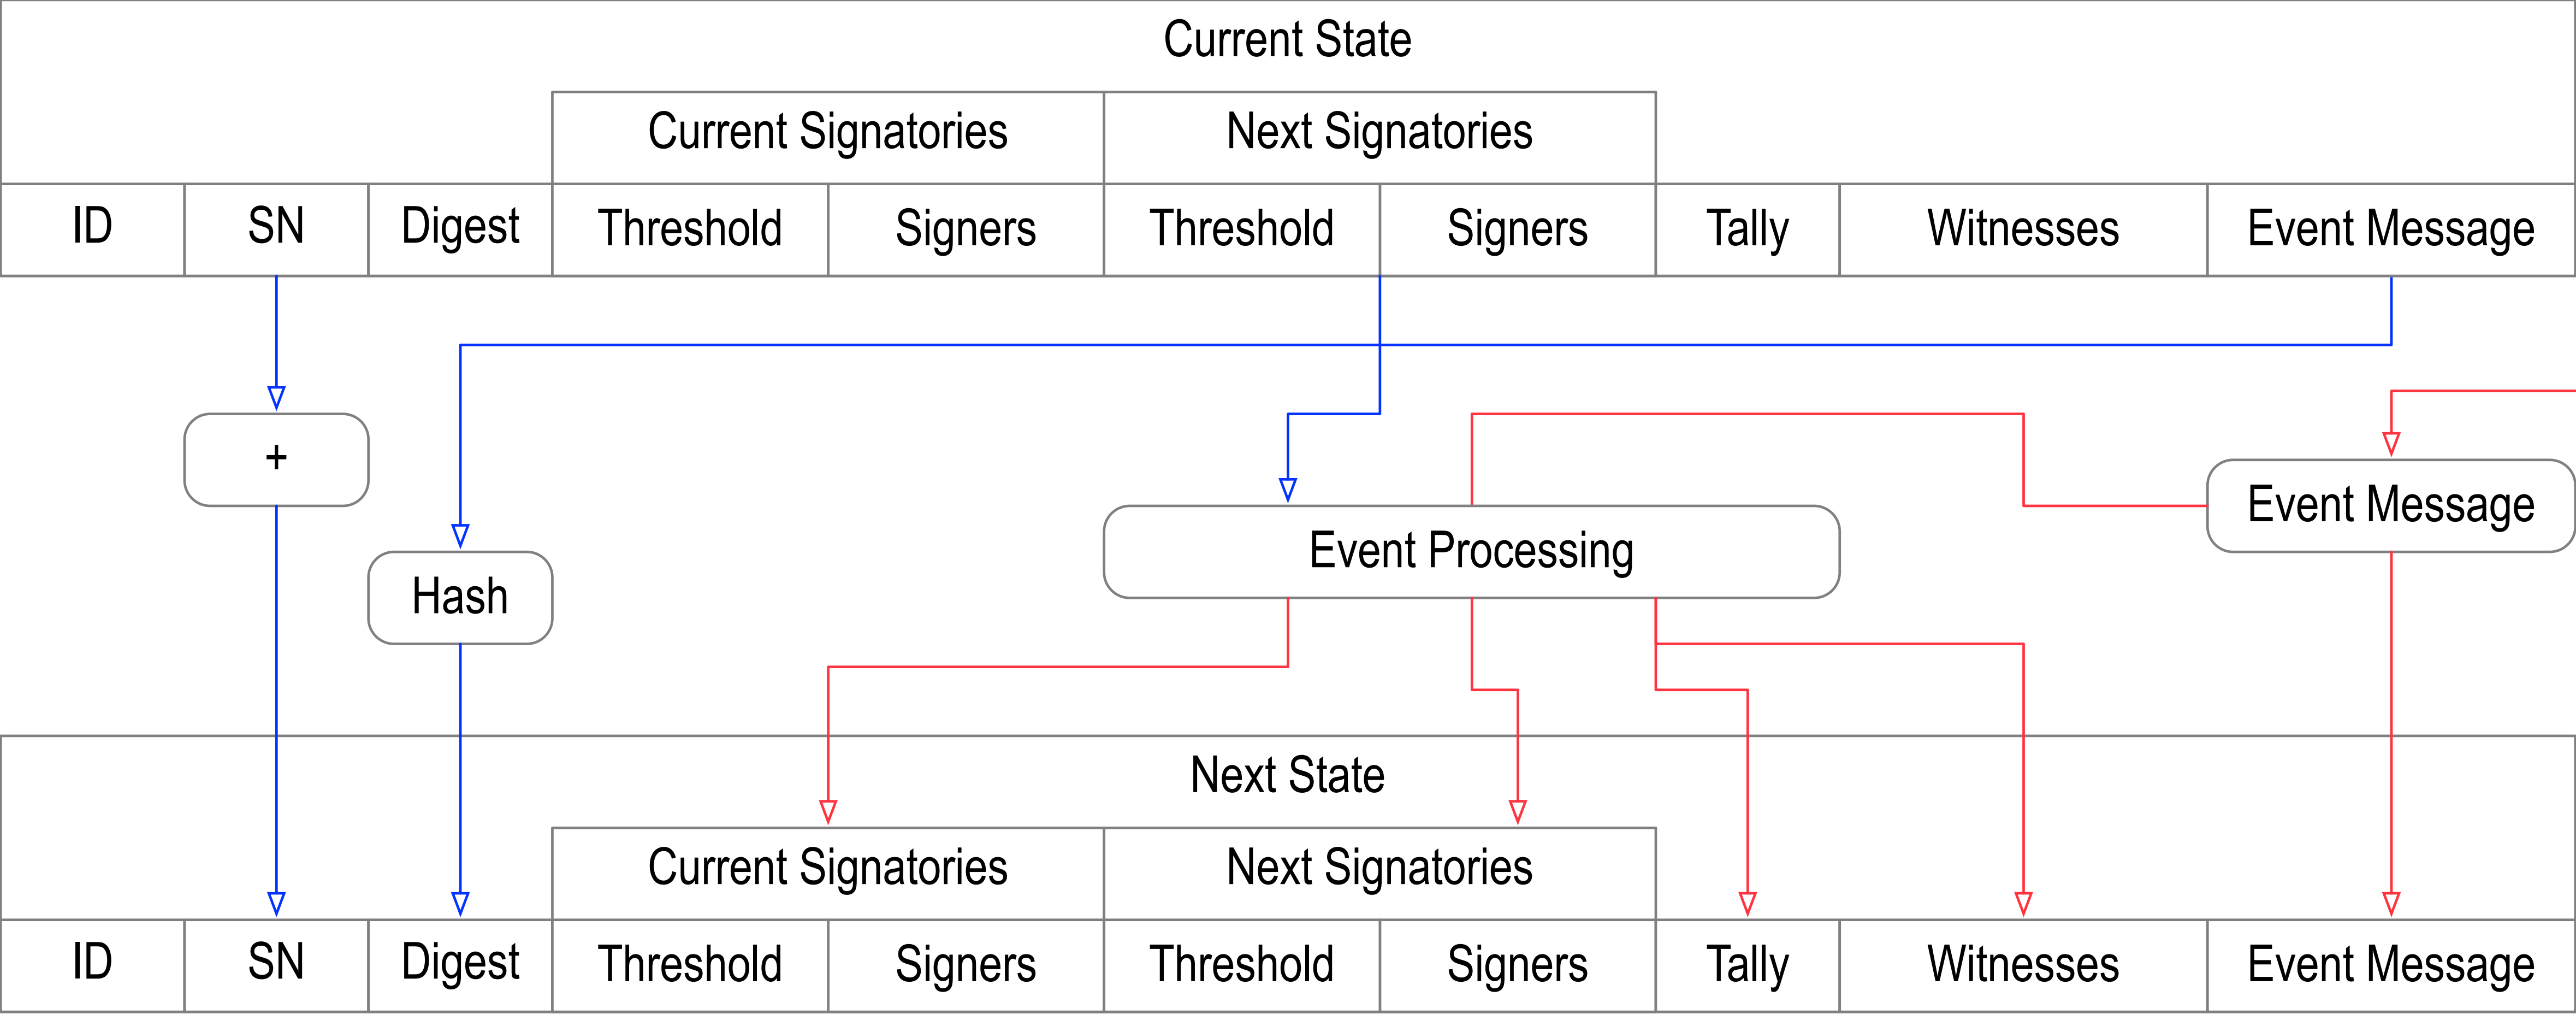 Current State
Current Signatories Next Signatories
ID SN Digest Threshold Signers Threshold Signers Tally Witnesses Event Message
+
Event Message
Event Processing
Hash
Next State
Current Signatories Next Signatories
ID SN Digest Threshold Signers Threshold Signers Tally Witnesses Event Message